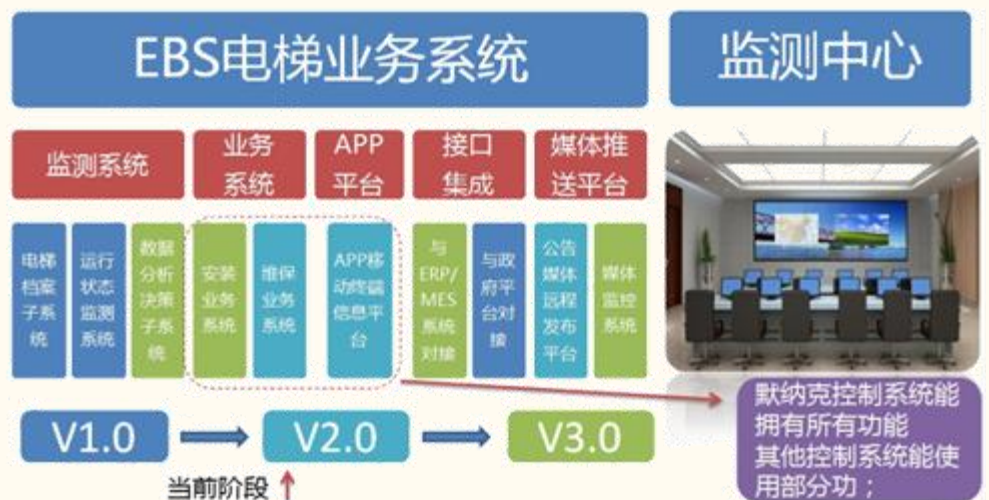 EBS电梯业务系统
监测中心
监测系统
业务
系统
APP
平台
接口
集成
媒体推
送平台
电梯
档案
子系
统
运行
状态
监测
系统
数据
分析
决策
子系
统
安装
业务
系统
维保
业务
系统
APP移
动终端
信息平
台
与
ERP/
MES
系统
对接
与政
府平
台对
接
公告
媒体
远程
发布
平台
媒体
监控
系统
默纳克控制系统能
拥有所有功能
其他控制系统能使
用部分功；
V1.0
V2.0
V3.0
当前阶段